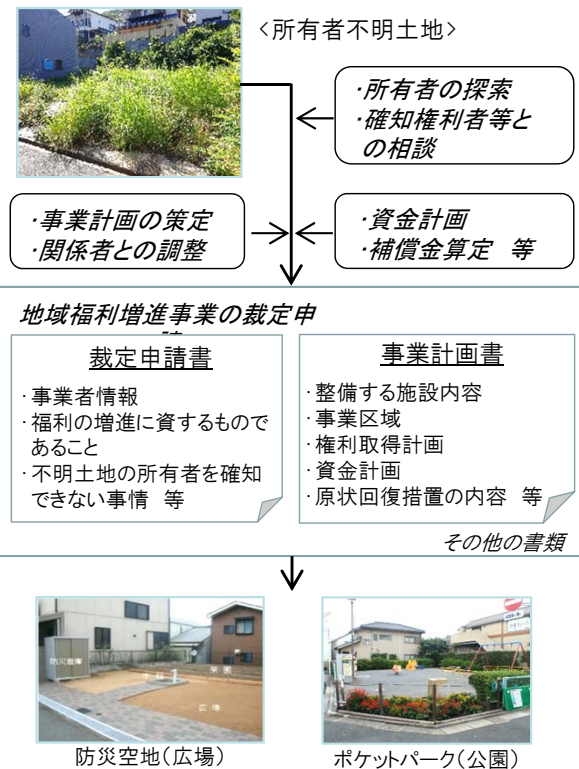 <所有者不明土地>
・所有者の探索
・確知権利者等と
の相談
・事業計画の策定
・関係者との調整
・資金計画
・補償金算定 等
地域福利増進事業の裁定申
裁定申請書
・事業者情報
・福利の増進に資するもので
あること
・不明土地の所有者を確知
できない事情 等
事業計画書
・整備する施設内容
・事業区域
・権利取得計画
・資金計画
・原状回復措置の内容 等
その他の書類
防災倉庫
広場
防災空地(広場)
ポケットパーク(公園)